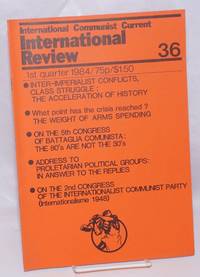 International Communist Current
International
Review
36
1st quarter 1984/75p/$1.50
• INTER-IMPERIALIST CONFLICTS,
CLASS STRUGGLE :
THE ACCELERATION OF HISTORY
• What point has the crisis reached ?
THE WEIGHT OF ARMS SPENDING
• ON THE 5th CONGRESS
OF BATTAGLIA COMUNISTA:
THE 80's ARE NOT THE 30's
• ADDRESS TO
PROLETARIAN POLITICAL GROUPS:
IN ANSWER TO THE REPLIES
• ON THE 2nd CONGRESS
OF THE INTERNATIONALIST COMMUNIST PARTY
(Internationalisme 1948)